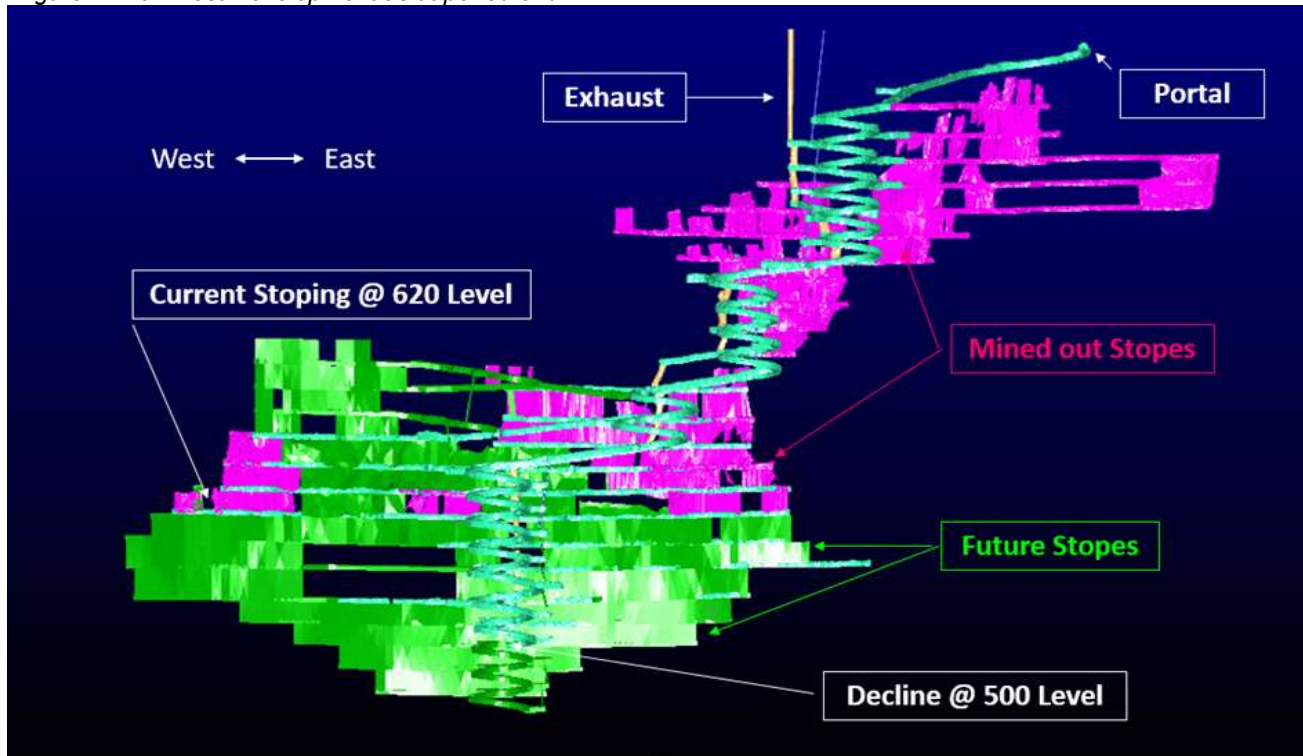 Exhaust
Portal
West East
Current Stoping @ 620 Level
Mined out Stopes
Future Stopes
Decline @ 500 Level